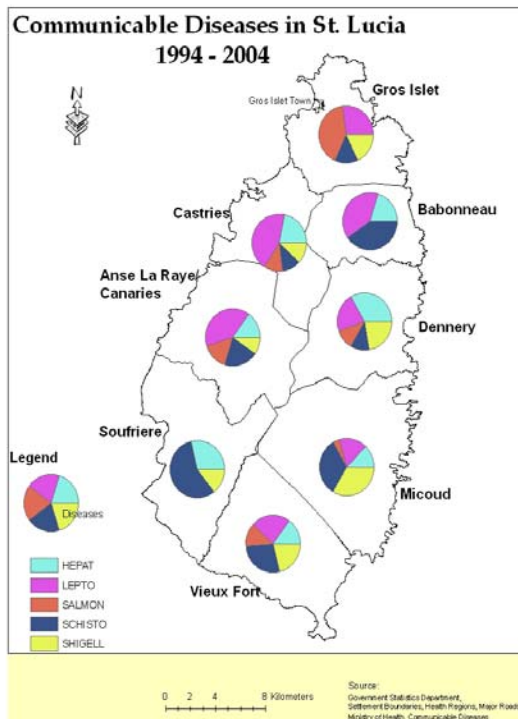 Communicable Diseases in St. Lucia
1994 - 2004
N
Gros Islet
Gros Islet Town
Castries
Babonneau
Anse La Raye/
Canaries
Dennery
Soufriere
Legend
Diseases
Micoud
HEPAT
LEPTO
SALMON
SCHISTO
SHIGELL
Vieux Fort
0 2 4 8 Kilometers
Source:
Government Statistics Department,
Settlement Boundaries, Health Regions, Major Roads
Ministry of Health, Communicable Diseases